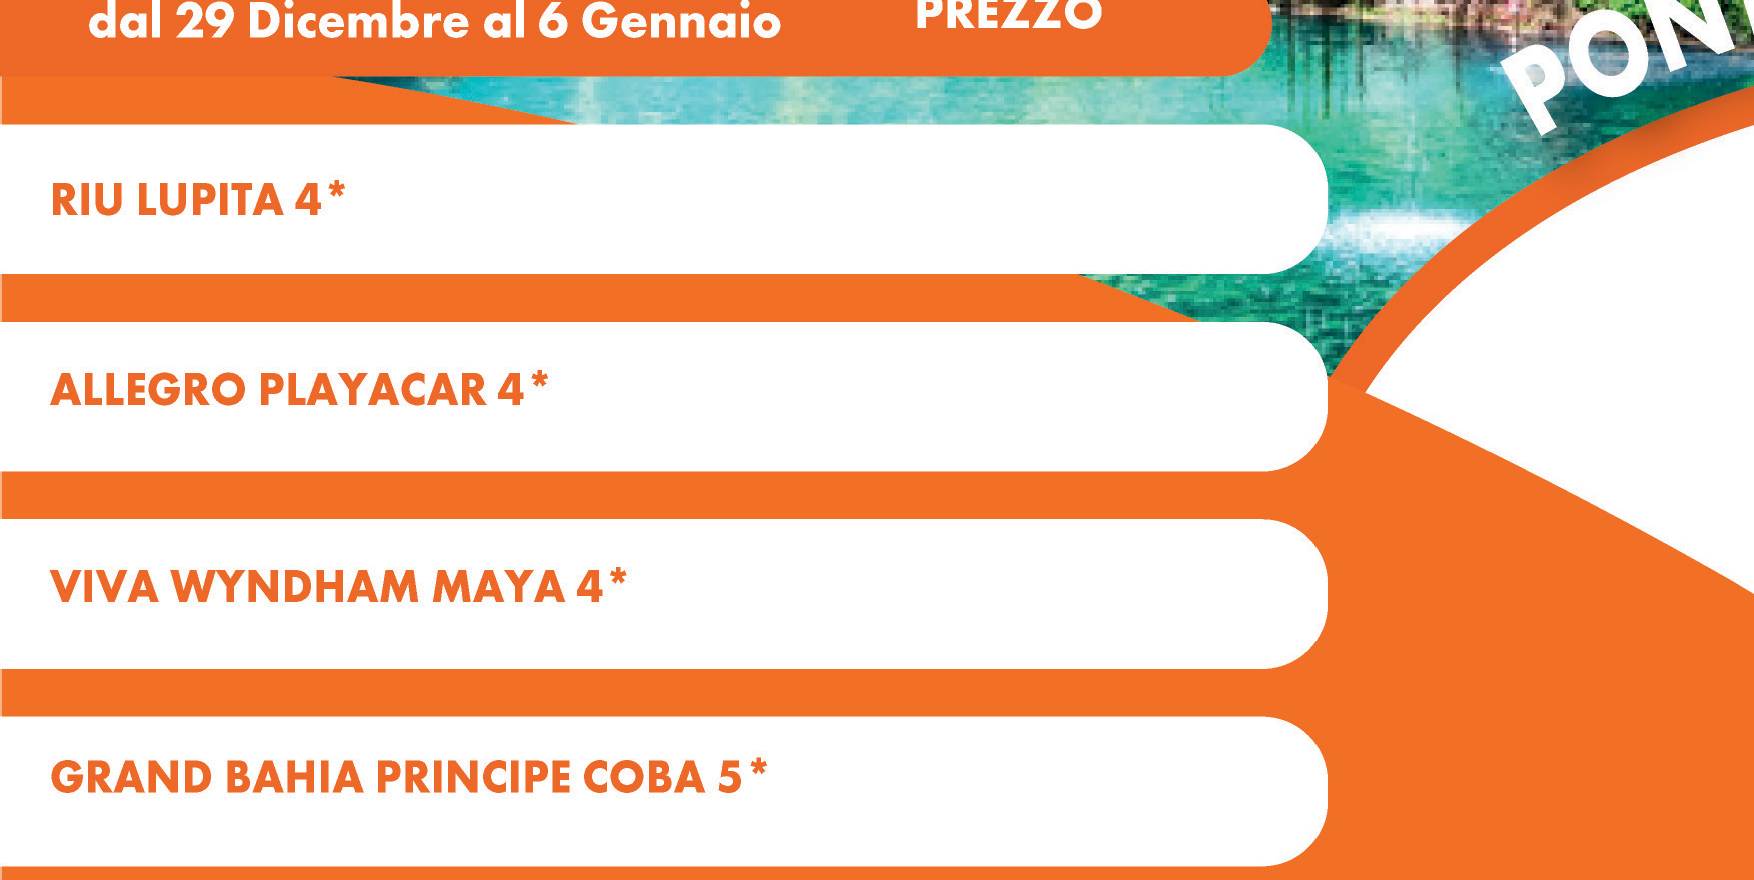 dal 29 Dicembre al 6 Gennaio
PREZZO
RIU LUPITA 4*
ALLEGRO PLAYACAR 4*
VIVA WYNDHAM MAYA 4*
GRAND BAHIA PRINCIPE COBA 5*